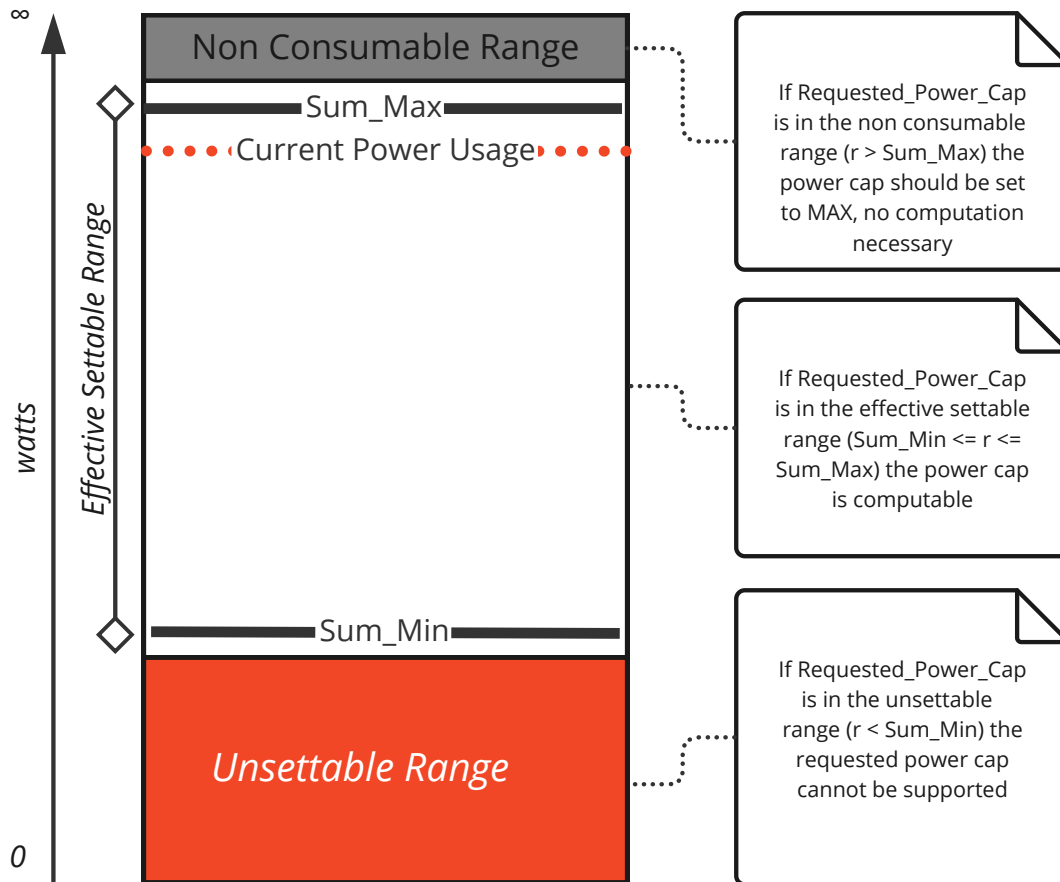 ∞
watts
0
Effective Settable Range
Non Consumable Range
Sum_Max
Current Power Usage
Sum_Min
Unsettable Range
If Requested_Power_Cap
is in the non consumable
range (r > Sum_Max) the
power cap should be set
to MAX, no computation
necessary
If Requested_Power_Cap
is in the effective settable
range (Sum_Min <= r <=
Sum_Max) the power cap
is computable
If Requested_Power_Cap
is in the unsettable
range (r < Sum_Min) the
requested power cap
cannot be supported